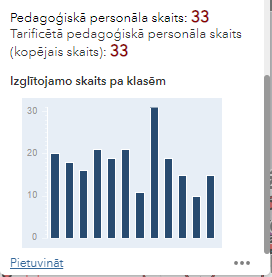 Pedagoģiskā personāla skaits: 33
Tarificētā pedagoģiskā personāla skaits
(kopējais skaits): 33
Izglītojamo skaits pa klasēm
30
20
10
0
Pietuvināt